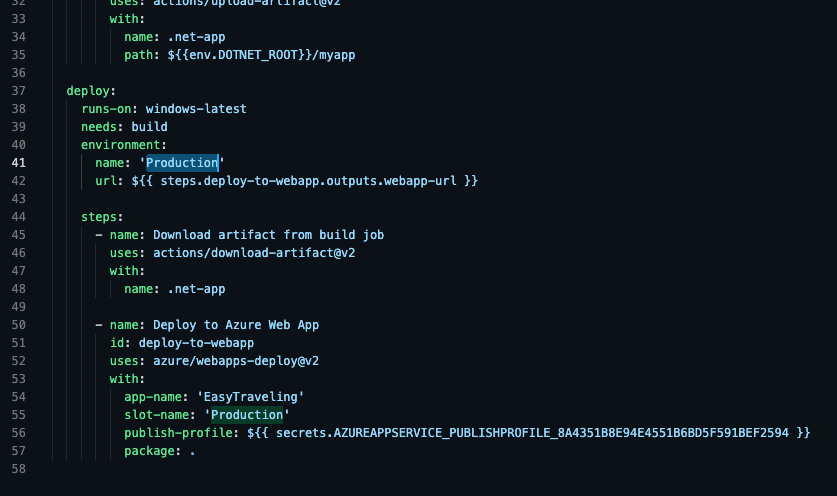 32 uses: actions/upload-artifact@v2
33 with:
34 name: .net-app
35 path: ${{env.DOTNET_ROOT}}/myapp
36
37 deploy:
38 runs-on: windows-latest
39 needs: build
40 environment:
41 name: 'Production'
42 url: ${{ steps.deploy-to-webapp.outputs.webapp-url }}
43
44 steps:
45 - name: Download artifact from build job
46 uses: actions/download-artifact@v2
47 with:
48 name: .net-app
49
50 - name: Deploy to Azure Web App
51 id: deploy-to-webapp
52 uses: azure/webapps-deploy@v2
53 with:
54 app-name: 'EasyTraveling'
55 slot-name: 'Production'
56 publish-profile: ${{ secrets.AZUREAPPSERVICE_PUBLISHPROFILE_8A4351B8E94E4551B6BD5F591BEF2594 }}
57 package: .
58